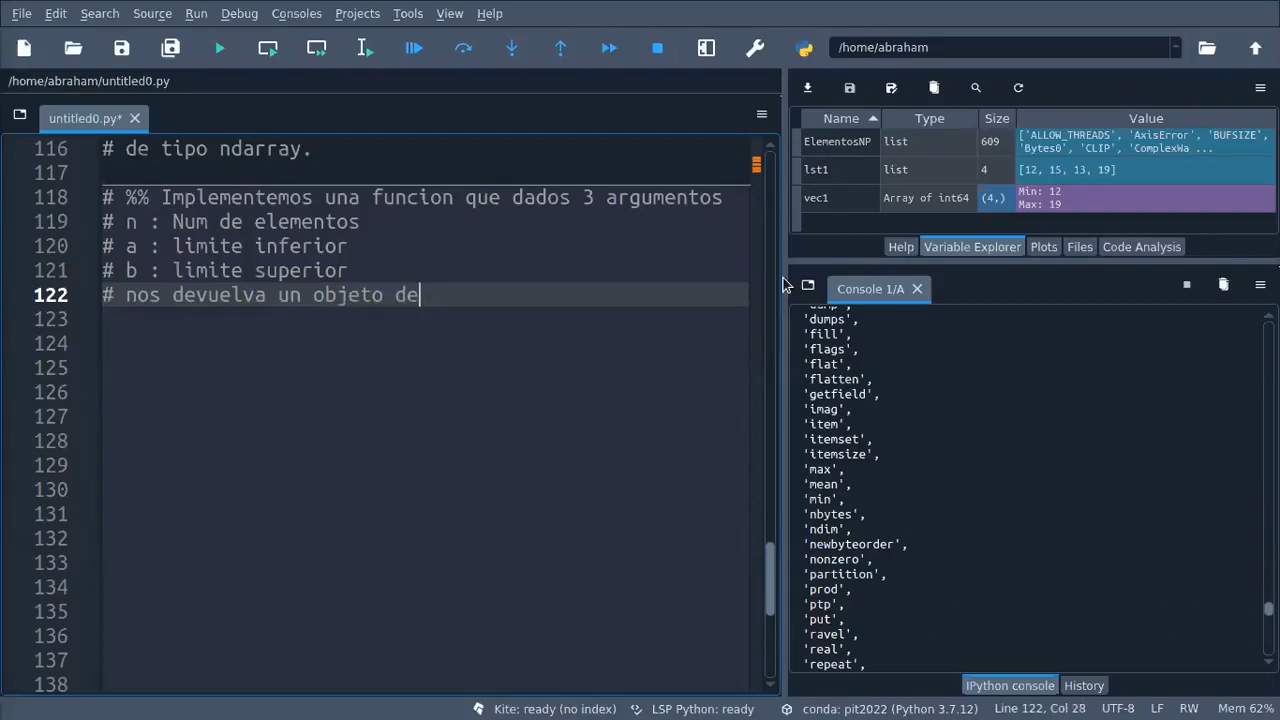 File Edit Search Source Run Debug Consoles Projects Tools View Help
/home/abraham
/home/abraham/untitled0.py
untitled0.py*
116 # de tipo ndarray.
117
118 # %% Implementemos una funcion que dados 3 argumentos
119 # n : Num de elementos
120 # a : limite inferior
121 # b : limite superior
122 # nos devuelva un objeto de
123
124
125
126
127
128
129
130
131
132
133
134
135
136
137
138
Name Type Size Value
ElementosNP list 609 ['ALLOW_THREADS', 'AxisError', 'BUFSIZE',
'Bytes0', 'CLIP', 'ComplexWa ...
lst1 list 4 [12, 15, 13, 19]
vec1 Array of int64 (4,) Min: 12
Max: 19
Help Variable Explorer Plots Files Code Analysis
Console 1/A
'dumps',
'fill',
'flags',
'flat',
'flatten',
'getfield',
'imag',
'item',
'itemset',
'itemsize',
'max',
'mean',
'min',
'nbytes',
'ndim',
'newbyteorder',
'nonzero',
'partition',
'prod',
'ptp',
'put',
'ravel',
'real',
'repeat',
IPython console History
Kite: ready (no index) LSP Python: ready conda: pit2022 (Python 3.7.12) Line 122, Col 28 UTF-8 LF RW Mem 62%